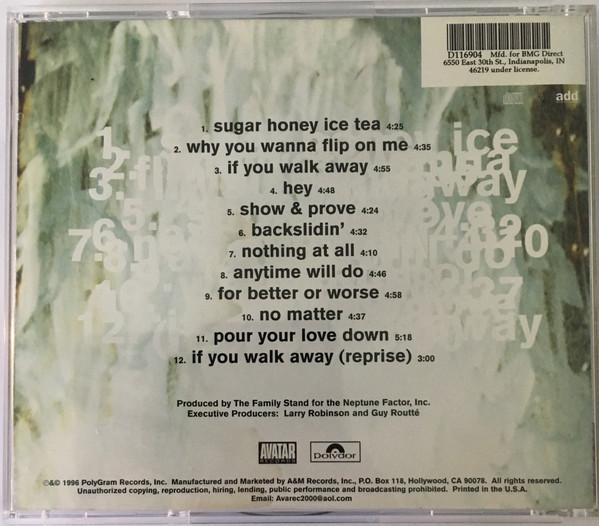 D116904 Mfd. for BMG Direct
6550 East 30th St., Indianapolis, IN
46219 under license.
add
1. sugar honey ice tea 4:25
2. why you wanna flip on me 4:35
3. if you walk away 4:55
4. hey 4:48
5. show & prove 4:24
6. backslidin' 4:32
7. nothing at all 4:10
8. anytime will do 4:46
9. for better or worse 4:58
10. no matter 4:37
11. pour your love down 5:18
12. if you walk away (reprise) 3:00
Produced by The Family Stand for the Neptune Factor, Inc.
Executive Producers: Larry Robinson and Guy Routté
AVATAR
RECORDS
Polydor
℗&© 1996 PolyGram Records, Inc. Manufactured and Marketed by A&M Records, Inc., P.O. Box 118, Hollywood, CA 90078. All rights reserved.
Unauthorized copying, reproduction, hiring, lending, public performance and broadcasting prohibited. Printed in the U.S.A.
Email: Avarec2000@aol.com